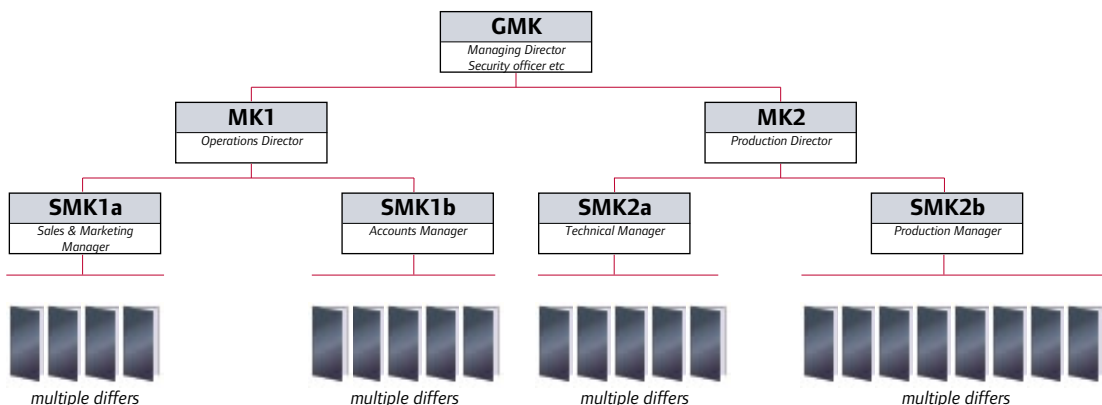 GMK
Managing Director
Security officer etc
MK1
Operations Director
MK2
Production Director
SMK1a
Sales & Marketing
Manager
SMK1b
Accounts Manager
SMK2a
Technical Manager
SMK2b
Production Manager
multiple differs
multiple differs
multiple differs
multiple differs